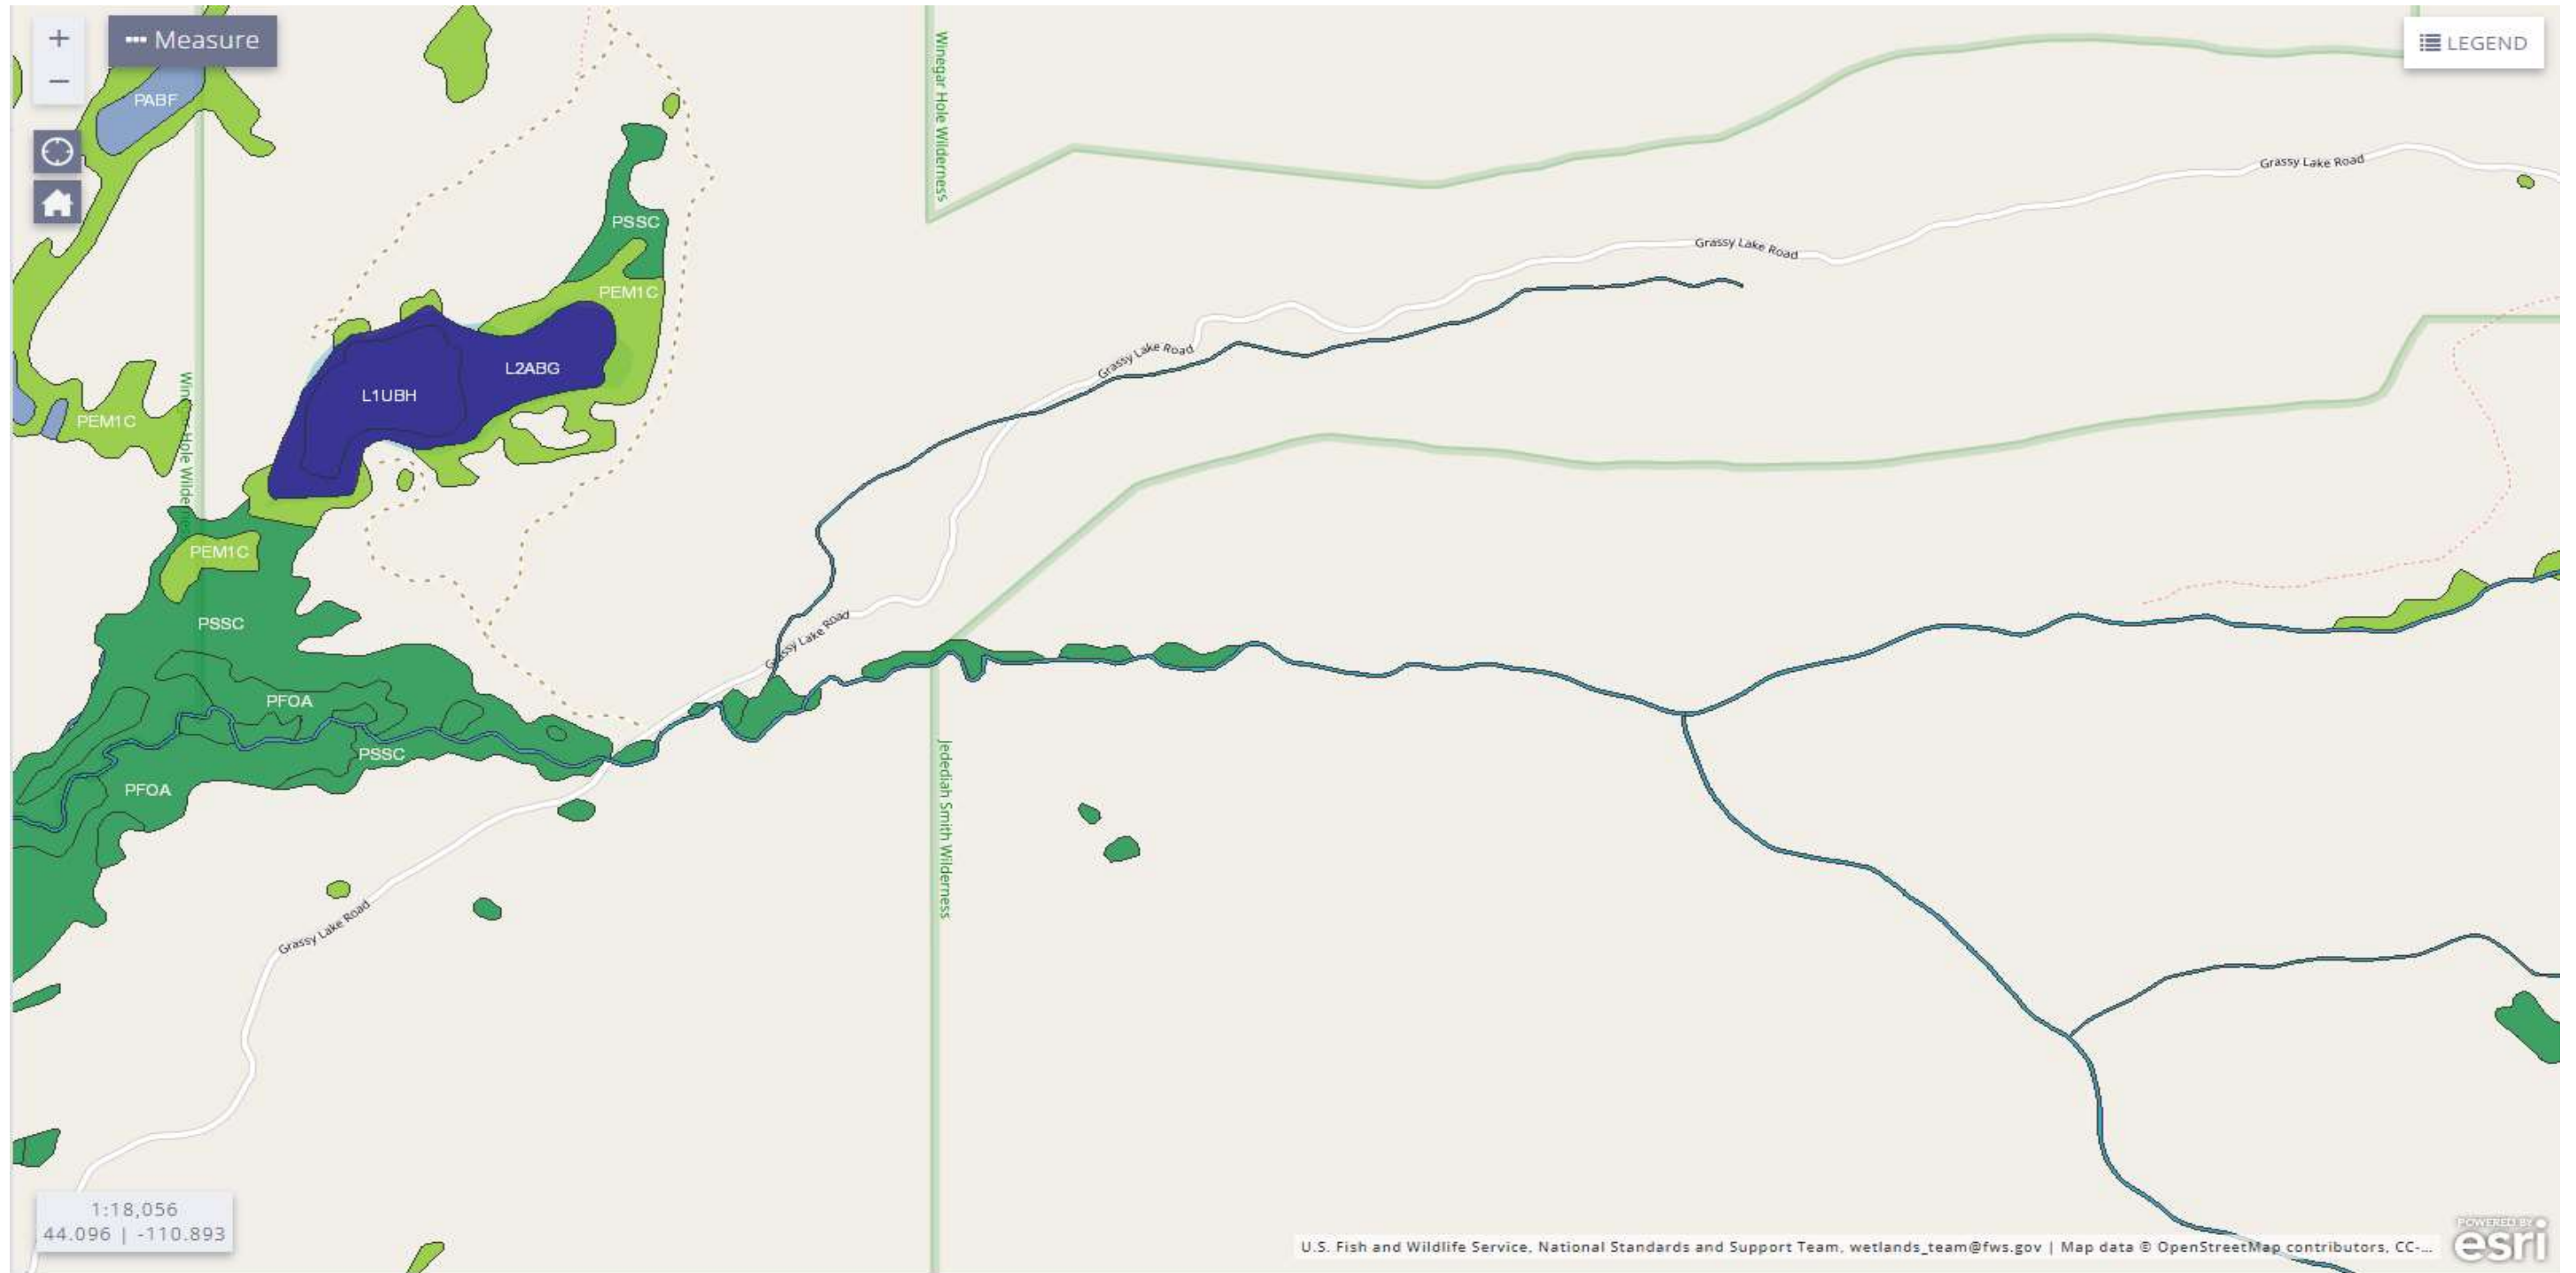 +
Measure
LEGEND
−
PABF
Winegar Hole Wilderness
Grassy Lake Road
PSSC
Grassy Lake Road
PEM1C
Grassy Lake Road
L2ABG
L1UBH
PEM1C
PEM1C
PSSC
Grassy Lake Road
PFOA
PSSC
PFOA
Jedediah Smith Wilderness
Grassy Lake Road
1:18,056
44.096 | -110.893
U.S. Fish and Wildlife Service, National Standards and Support Team, wetlands_team@fws.gov | Map data © OpenStreetMap contributors, CC-...
POWERED BY
esri